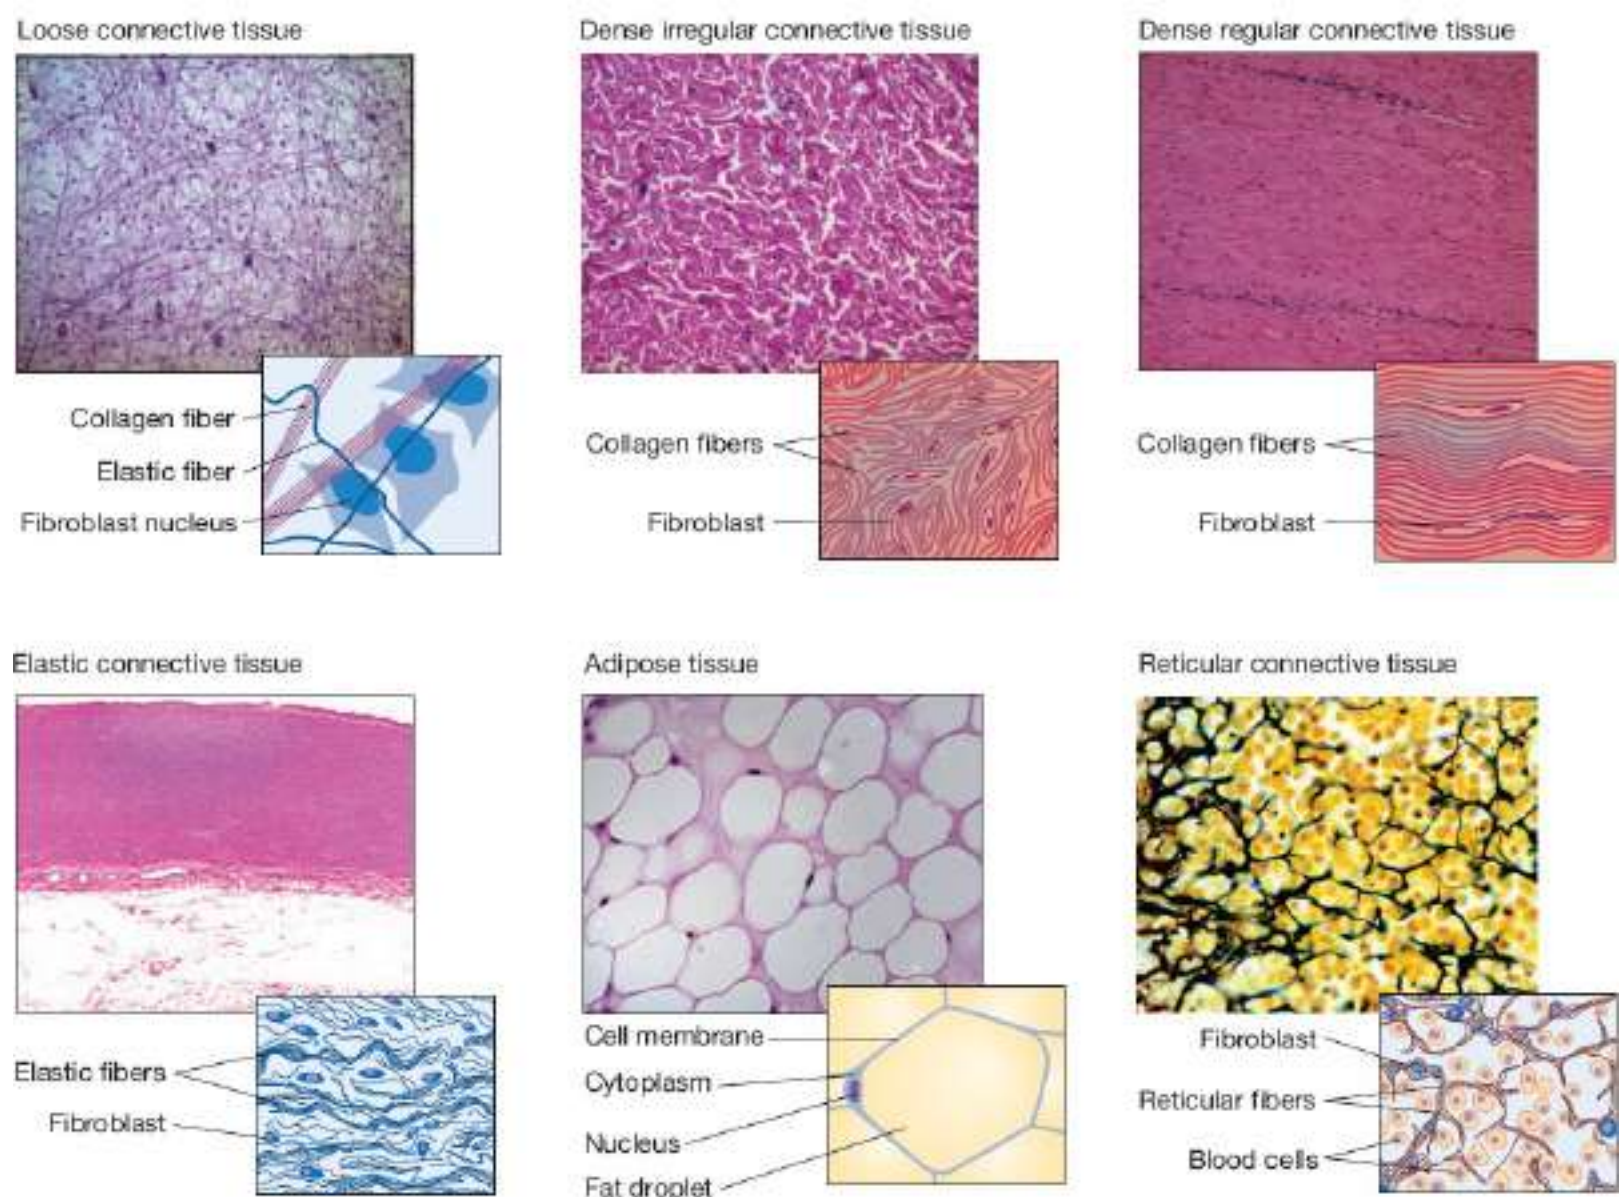 Loose connective tissue
Dense irregular connective tissue
Dense regular connective tissue
Collagen fiber
Elastic fiber
Fibroblast nucleus
Collagen fibers
Fibroblast
Collagen fibers
Fibroblast
Elastic connective tissue
Adipose tissue
Reticular connective tissue
Elastic fibers
Fibroblast
Cell membrane
Cytoplasm
Nucleus
Fat droplet
Fibroblast
Reticular fibers
Blood cells